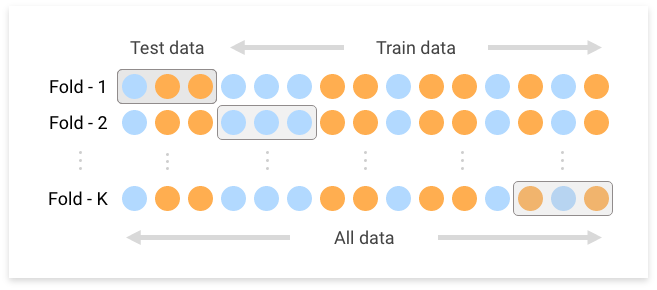 Test data
Train data
Fold - 1
Fold - 2
Fold - K
All data